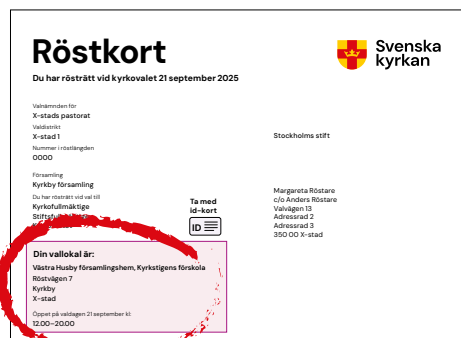 Röstkort
Du har rösträtt vid kyrkovalet 21 september 2025
Svenska
kyrkan
Valnämnden för
X-stads pastorat
Valdistrikt
X-stad 1
Nummer i röstlängden
0000
Stockholms stift
Församling
Kyrkby församling
Du har rösträtt vid val till
Kyrkofullmäktige
Ta med
id-kort
ID
Margareta Röstare
c/o Anders Röstare
Valvägen 13
Adressrad 2
Adressrad 3
350 00 X-stad
Din vallokal är:
Västra Husby församlingshem, Kyrkstigens förskola
Röstvägen 7
Kyrkby
X-stad
Öppet på valdagen 21 september kl:
12.00–20.00